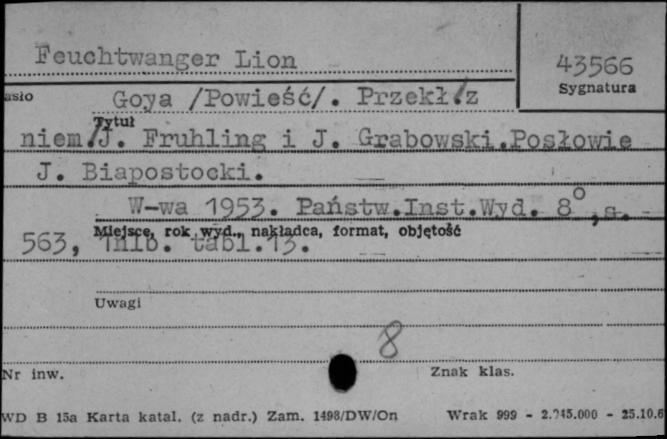 Feuchtwanger Lion
43566
Sygnatura
asło
Goya /Powieść/. Przekł.z
Tytuł
niem./J. Fruhling i J. Grabowski.Posłowie
J. Biapostocki.
W-wa 1953. Państw.Inst.Wyd. 8°,s.
Miejsce, rok wyd., nakładca, format, objętość
563, 1nlb. tabl.13.
Uwagi
8
Nr inw.
Znak klas.
WD B 15a Karta katal. (z nadr.) Zam. 1498/DW/On
Wrak 999 - 2.745.000 - 25.10.6